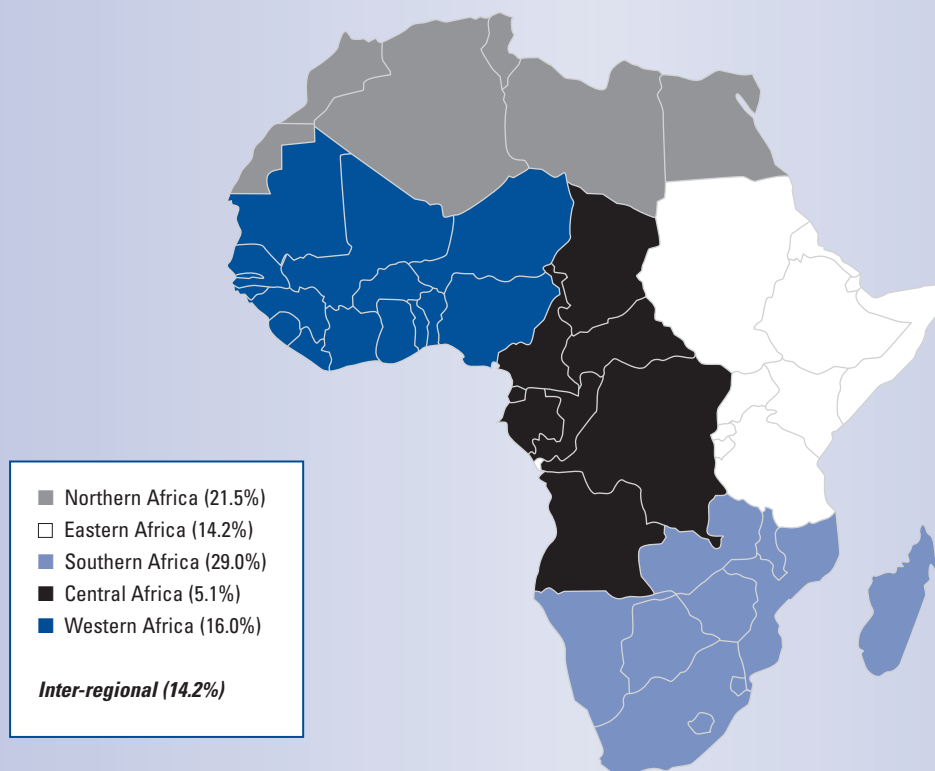 Northern Africa (21.5%)
Eastern Africa (14.2%)
Southern Africa (29.0%)
Central Africa (5.1%)
Western Africa (16.0%)
Inter-regional (14.2%)